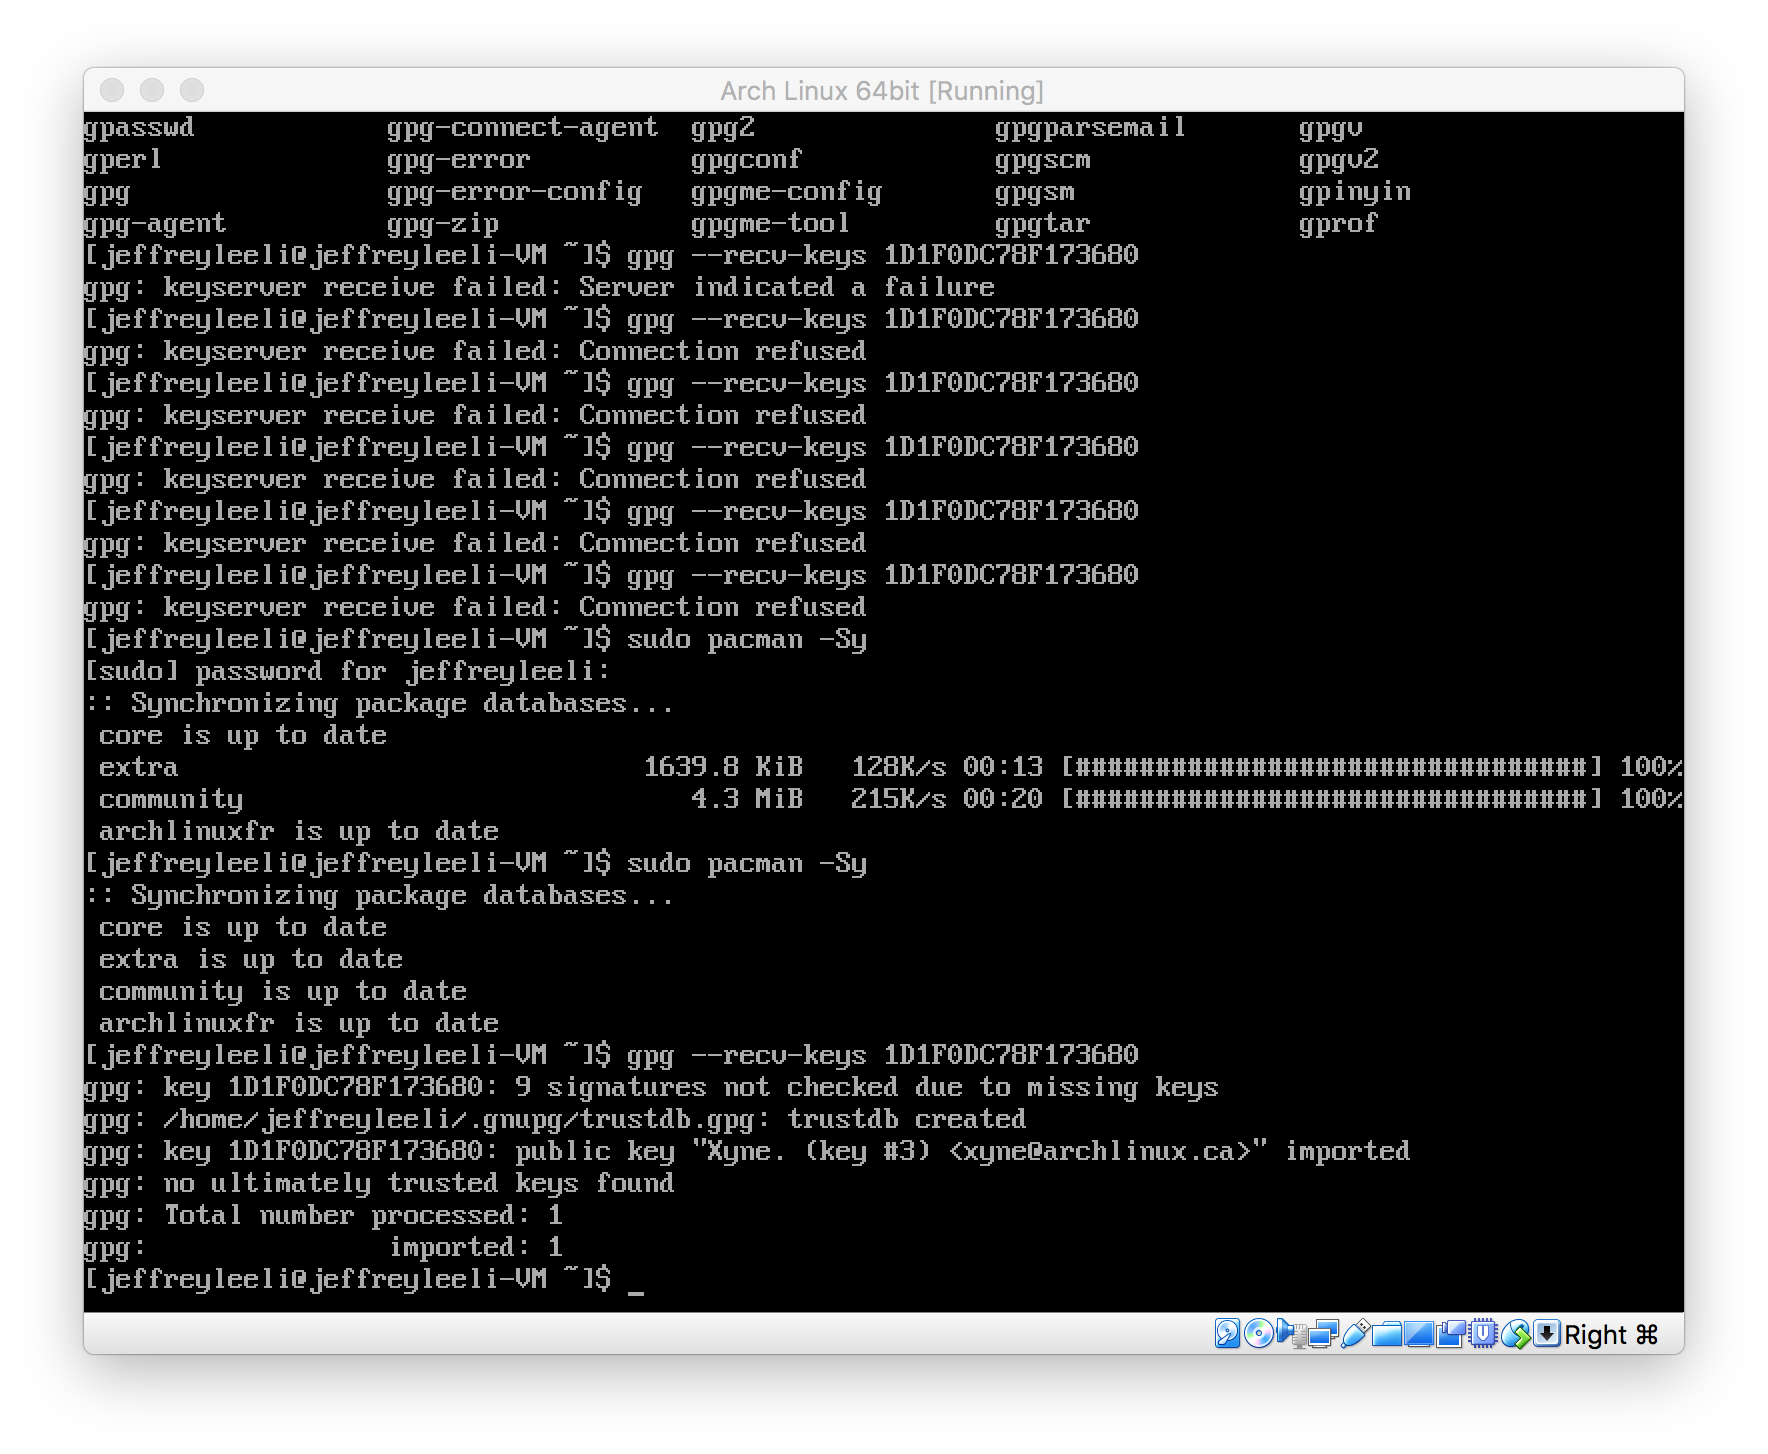 Arch Linux 64bit [Running]
gpasswd gpg-connect-agent gpg2 gpgparsemail gpgv
gperl gpg-error gpgconf gpgscm gpgv2
gpg gpg-error-config gpgme-config gpgsm gpinyin
gpg-agent gpg-zip gpgme-tool gpgtar gprof
[jeffreyleeli@jeffreyleeli-VM ~]$ gpg --recv-keys 1D1F0DC78F173680
gpg: keyserver receive failed: Server indicated a failure
[jeffreyleeli@jeffreyleeli-VM ~]$ gpg --recv-keys 1D1F0DC78F173680
gpg: keyserver receive failed: Connection refused
[jeffreyleeli@jeffreyleeli-VM ~]$ gpg --recv-keys 1D1F0DC78F173680
gpg: keyserver receive failed: Connection refused
[jeffreyleeli@jeffreyleeli-VM ~]$ gpg --recv-keys 1D1F0DC78F173680
gpg: keyserver receive failed: Connection refused
[jeffreyleeli@jeffreyleeli-VM ~]$ gpg --recv-keys 1D1F0DC78F173680
gpg: keyserver receive failed: Connection refused
[jeffreyleeli@jeffreyleeli-VM ~]$ gpg --recv-keys 1D1F0DC78F173680
gpg: keyserver receive failed: Connection refused
[jeffreyleeli@jeffreyleeli-VM ~]$ sudo pacman -Sy
[sudo] password for jeffreyleeli:
:: Synchronizing package databases...
core is up to date
extra 1639.8 KiB 128K/s 00:13 [################################] 100%
community 4.3 MiB 215K/s 00:20 [################################] 100%
archlinuxfr is up to date
[jeffreyleeli@jeffreyleeli-VM ~]$ sudo pacman -Sy
:: Synchronizing package databases...
core is up to date
extra is up to date
community is up to date
archlinuxfr is up to date
[jeffreyleeli@jeffreyleeli-VM ~]$ gpg --recv-keys 1D1F0DC78F173680
gpg: key 1D1F0DC78F173680: 9 signatures not checked due to missing keys
gpg: /home/jeffreyleeli/.gnupg/trustdb.gpg: trustdb created
gpg: key 1D1F0DC78F173680: public key "Xyne. (key #3) <xyne@archlinux.ca>" imported
gpg: no ultimately trusted keys found
gpg: Total number processed: 1
gpg: imported: 1
[jeffreyleeli@jeffreyleeli-VM ~]$ _
Right ⌘